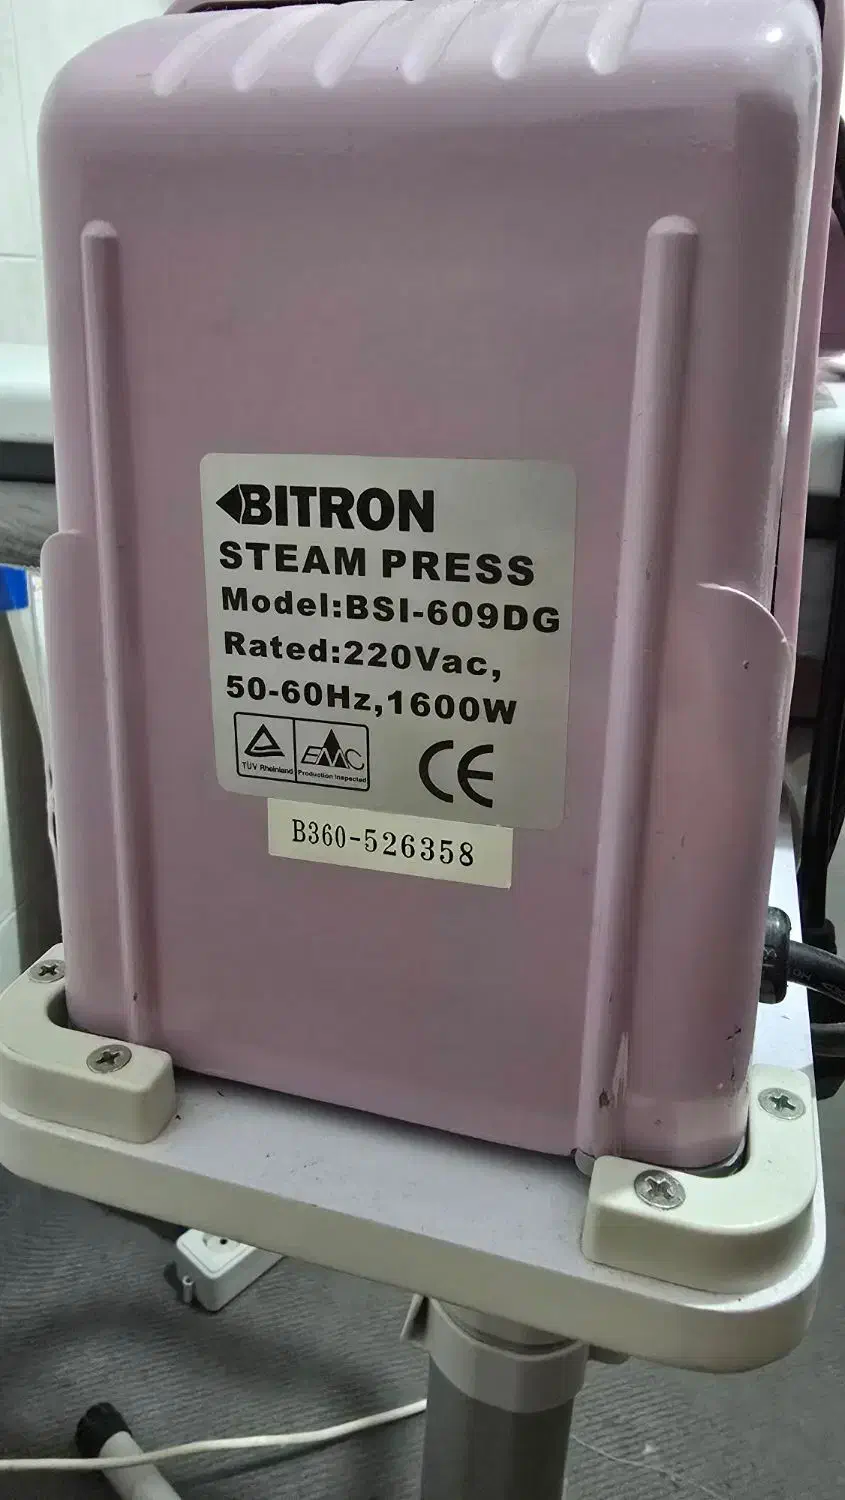 BITRON
STEAM PRESS
Model:BSI-609DG
Rated:220Vac,
50-60Hz,1600W
TÜV Rheinland
EMC
Production Inspected
CE
B360-526358